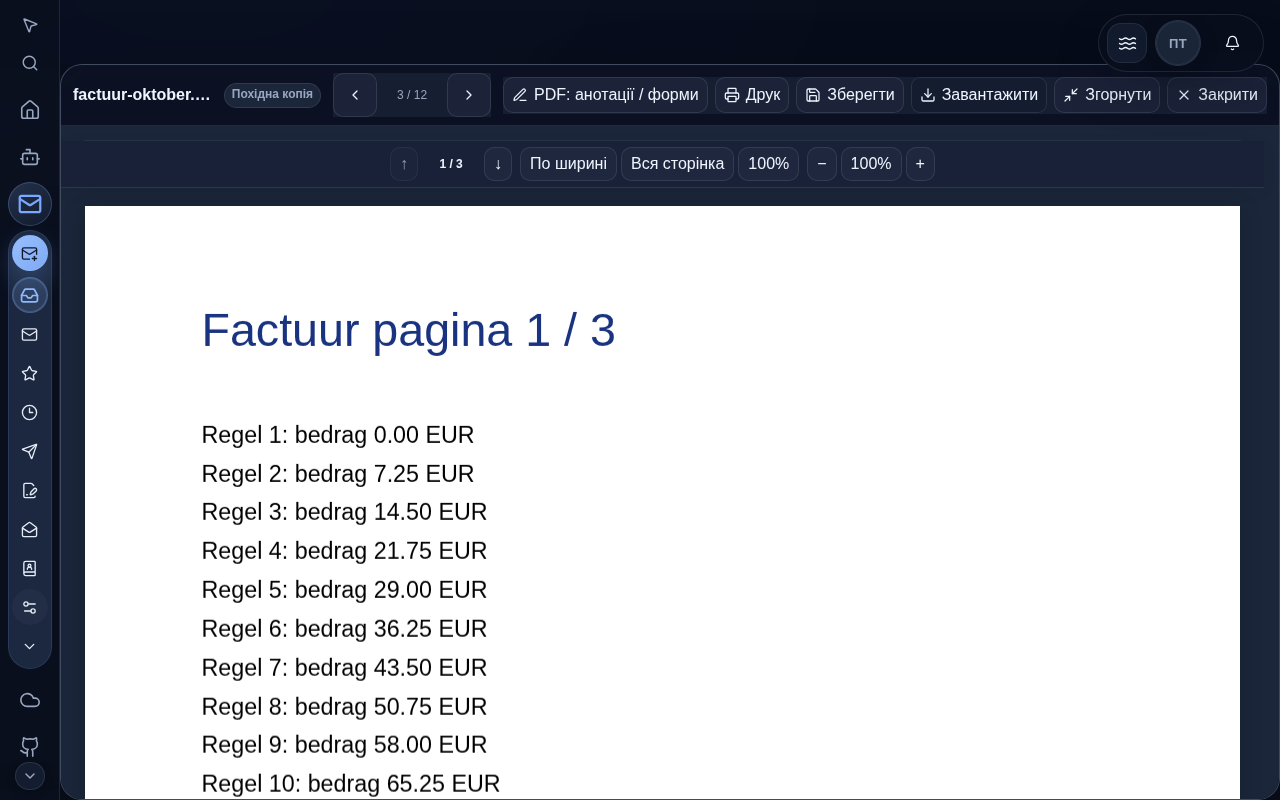 ПТ
factuur-oktober.…
Похідна копія
3 / 12
PDF: анотації / форми
Друк
Зберегти
Завантажити
Згорнути
Закрити
↑
1 / 3
↓
По ширині
Вся сторінка
100%
−
100%
+
Factuur pagina 1 / 3
Regel 1: bedrag 0.00 EUR
Regel 2: bedrag 7.25 EUR
Regel 3: bedrag 14.50 EUR
Regel 4: bedrag 21.75 EUR
Regel 5: bedrag 29.00 EUR
Regel 6: bedrag 36.25 EUR
Regel 7: bedrag 43.50 EUR
Regel 8: bedrag 50.75 EUR
Regel 9: bedrag 58.00 EUR
Regel 10: bedrag 65.25 EUR